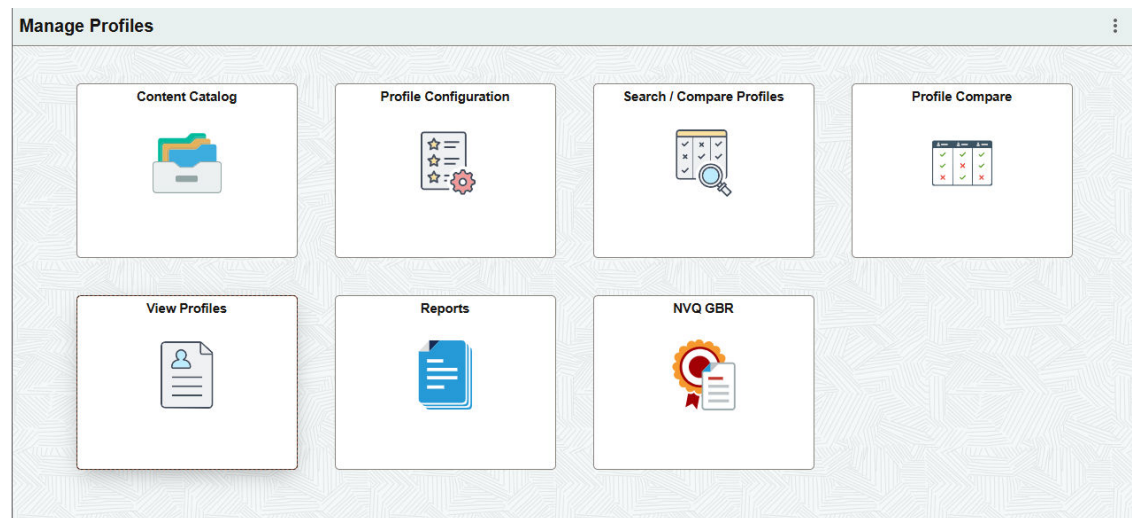 Manage Profiles
Content Catalog
Profile Configuration
Search / Compare Profiles
Profile Compare
View Profiles
Reports
NVQ GBR